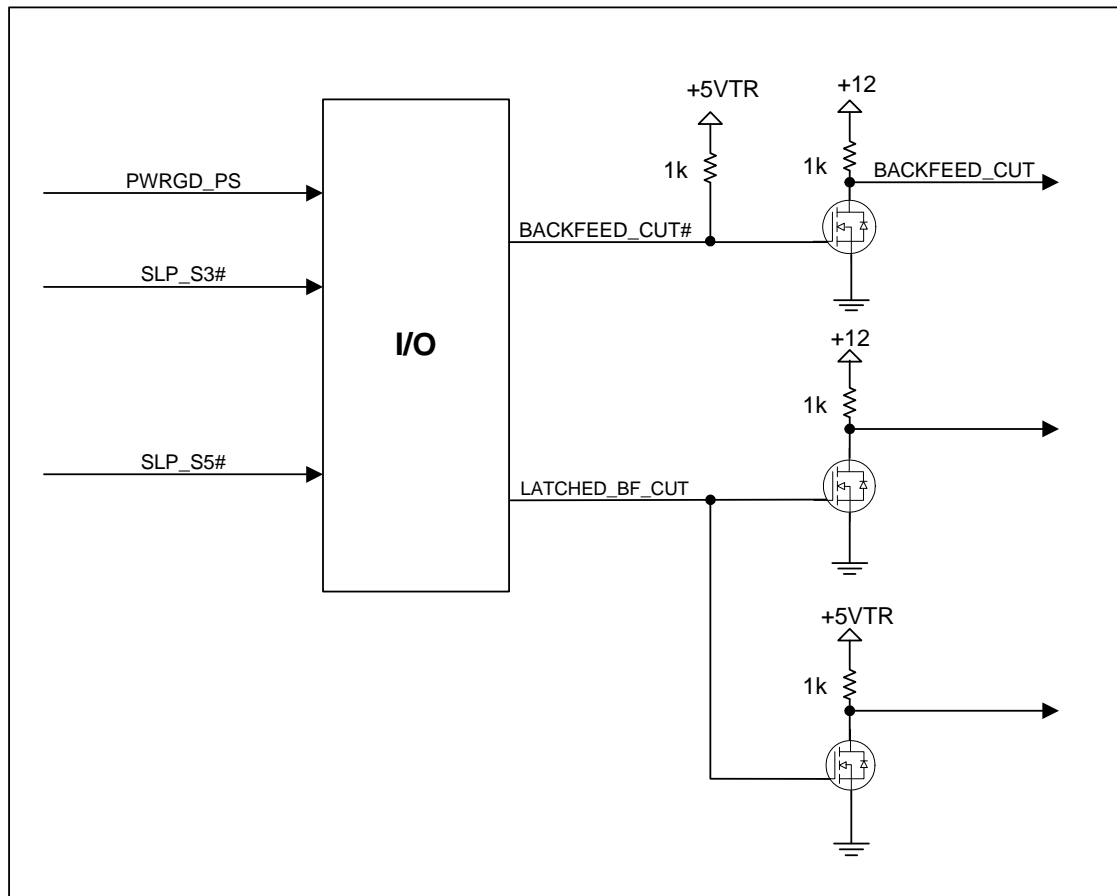 +5VTR
+12
1k
1k
BACKFEED_CUT
PWRGD_PS
BACKFEED_CUT#
SLP_S3#
I/O
+12
1k
SLP_S5#
LATCHED_BF_CUT
+5VTR
1k